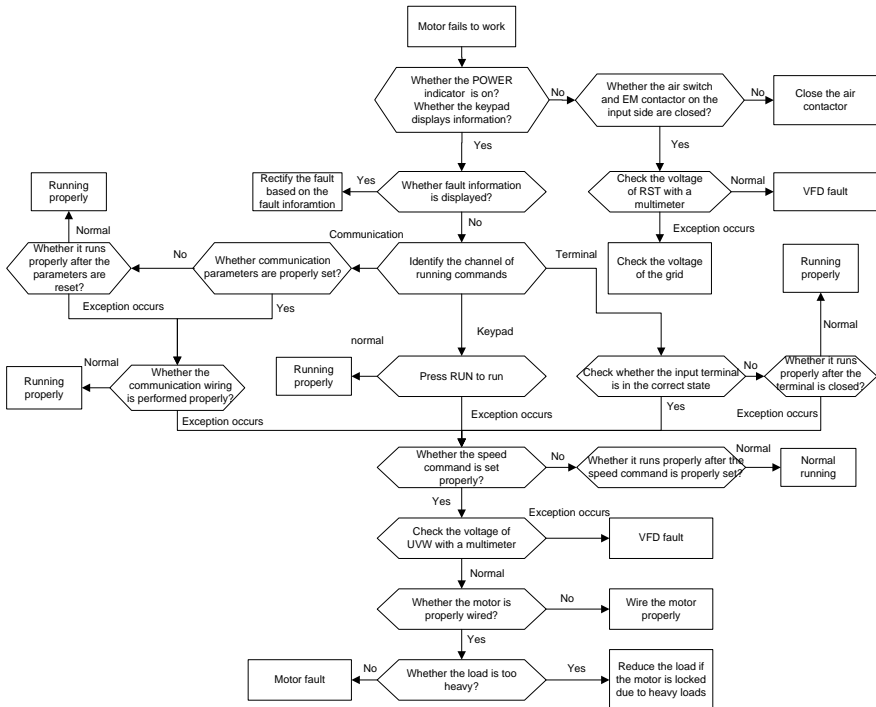 Motor fails to work
Whether the POWER
indicator is on?
Whether the keypad
displays information?
No
Whether the air switch
and EM contactor on the
input side are closed?
No
Close the air
contactor
Yes
Yes
Rectify the fault
based on the
fault inforamtion
Yes
Whether fault information
is displayed?
Check the voltage
of RST with a
multimeter
Normal
VFD fault
Running
properly
Normal
No
Exception occurs
Communication
Whether it runs
properly after the
parameters are
reset?
No
Whether communication
parameters are properly set?
Identify the channel of
running commands
Terminal
Check the voltage
of the grid
Running
properly
Exception occurs
Yes
Keypad
Normal
Running
properly
Normal
Whether the
communication wiring
is performed properly?
normal
Running
properly
Press RUN to run
Check whether the input terminal
is in the correct state
No
Whether it runs
properly after the
terminal is closed?
Exception occurs
Exception occurs
Yes
Exception occurs
Whether the speed
command is set
properly?
No
Whether it runs properly after the
speed command is properly set?
Normal
Normal
running
Yes
Exception occurs
Check the voltage of
UVW with a multimeter
VFD fault
Normal
Whether the motor is
properly wired?
No
Wire the motor
properly
Yes
Motor fault
No
Whether the load is too
heavy?
Yes
Reduce the load if
the motor is locked
due to heavy loads